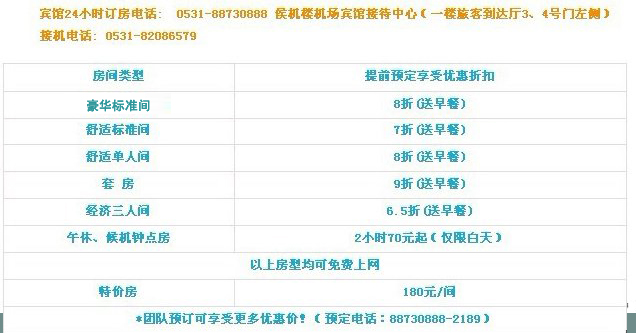 宾馆24小时订房电话： 0531-88730888 侯机楼机场宾馆接待中心（一楼旅客到达厅3、4号门左侧）
接机电话: 0531-82086579
房间类型 提前预定享受优惠折扣
豪华标准间 8折(送早餐)
舒适标准间 7折(送早餐)
舒适单人间 8折(送早餐)
套 房 9折(送早餐)
经济三人间 6.5折(送早餐)
午休、候机钟点房 2小时70元起（仅限白天）
以上房型均可免费上网
特价房 180元/间
*团队预订可享受更多优惠价!（预定电话：88730888-2189）